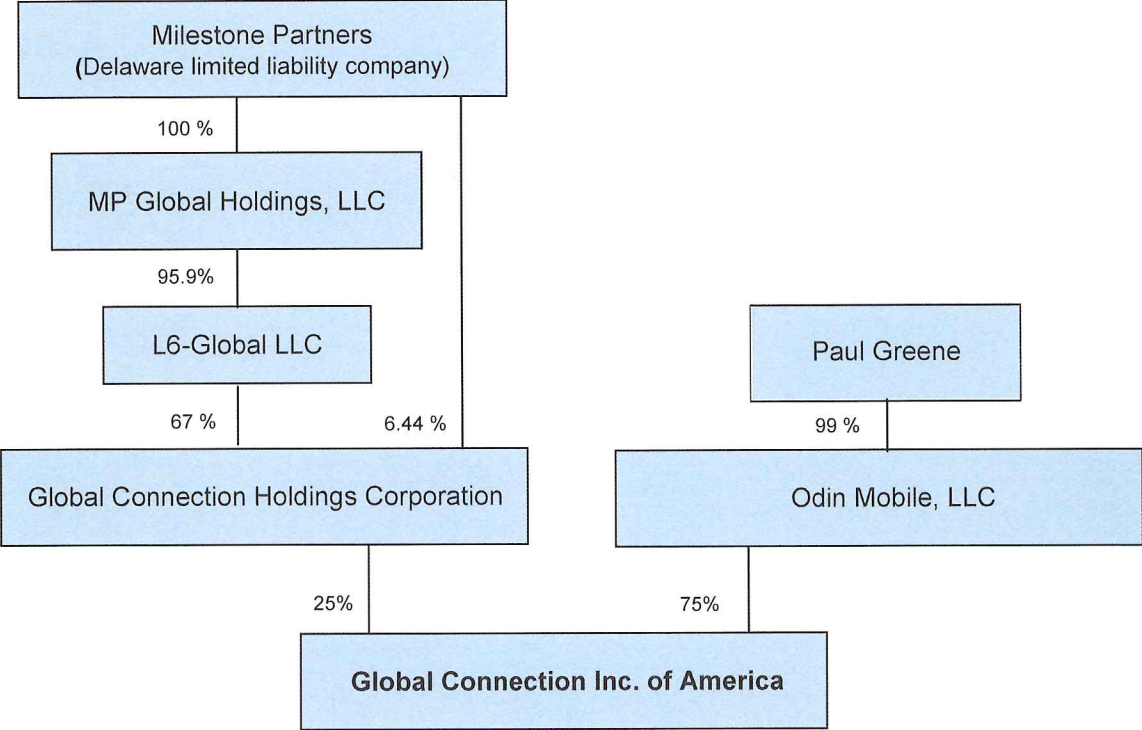 Milestone Partners
(Delaware limited liability company)
100 %
MP Global Holdings, LLC
95.9%
L6-Global LLC
Paul Greene
67 %
6.44 %
99 %
Global Connection Holdings Corporation
Odin Mobile, LLC
25%
75%
Global Connection Inc. of America